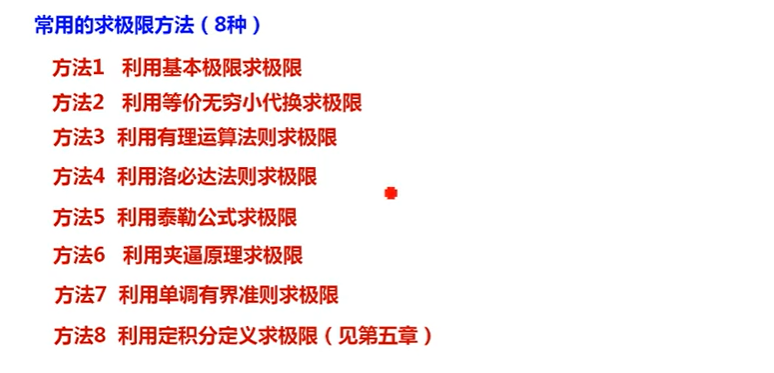 常用的求极限方法（8种）
方法1 利用基本极限求极限
方法2 利用等价无穷小代换求极限
方法3 利用有理运算法则求极限
方法4 利用洛必达法则求极限
方法5 利用泰勒公式求极限
方法6 利用夹逼原理求极限
方法7 利用单调有界准则求极限
方法8 利用定积分定义求极限（见第五章）